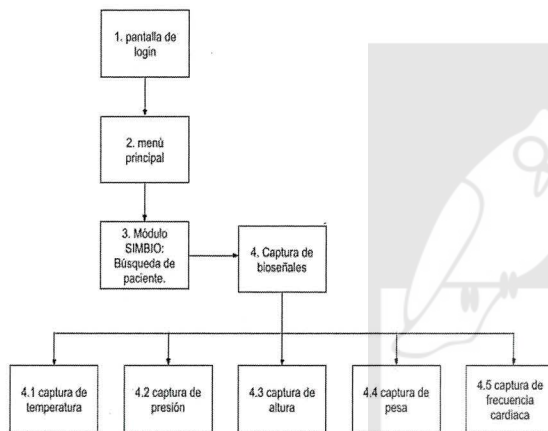 1. pantalla de
login
2. menú
principal
3. Módulo
SIMBIO:
Búsqueda de
paciente.
4. Captura de
bioseñales
4.1 captura de
temperatura
4.2 captura de
presión
4.3 captura de
altura
4.4 captura de
pesa
4.5 captura de
frecuencia
cardiaca